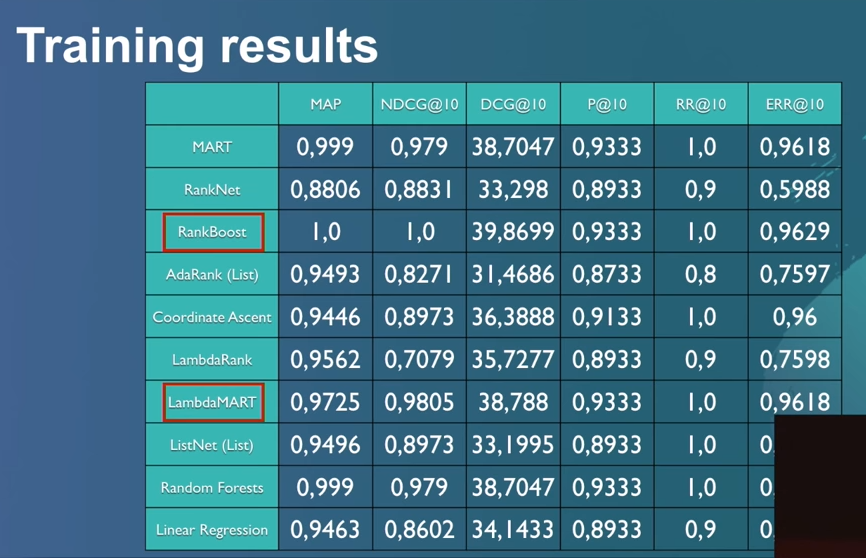 Training results
MAP NDCG@10 DCG@10 P@10 RR@10 ERR@10
MART 0,999 0,979 38,7047 0,9333 1,0 0,9618
RankNet 0,8806 0,8831 33,298 0,8933 0,9 0,5988
RankBoost 1,0 1,0 39,8699 0,9333 1,0 0,9629
AdaRank (List) 0,9493 0,8271 31,4686 0,8733 0,8 0,7597
Coordinate Ascent 0,9446 0,8973 36,3888 0,9133 1,0 0,96
LambdaRank 0,9562 0,7079 35,7277 0,8933 0,9 0,7598
LambdaMART 0,9725 0,9805 38,788 0,9333 1,0 0,9618
ListNet (List) 0,9496 0,8973 33,1995 0,8933 1,0
Random Forests 0,999 0,979 38,7047 0,9333 1,0
Linear Regression 0,9463 0,8602 34,1433 0,8933 0,9